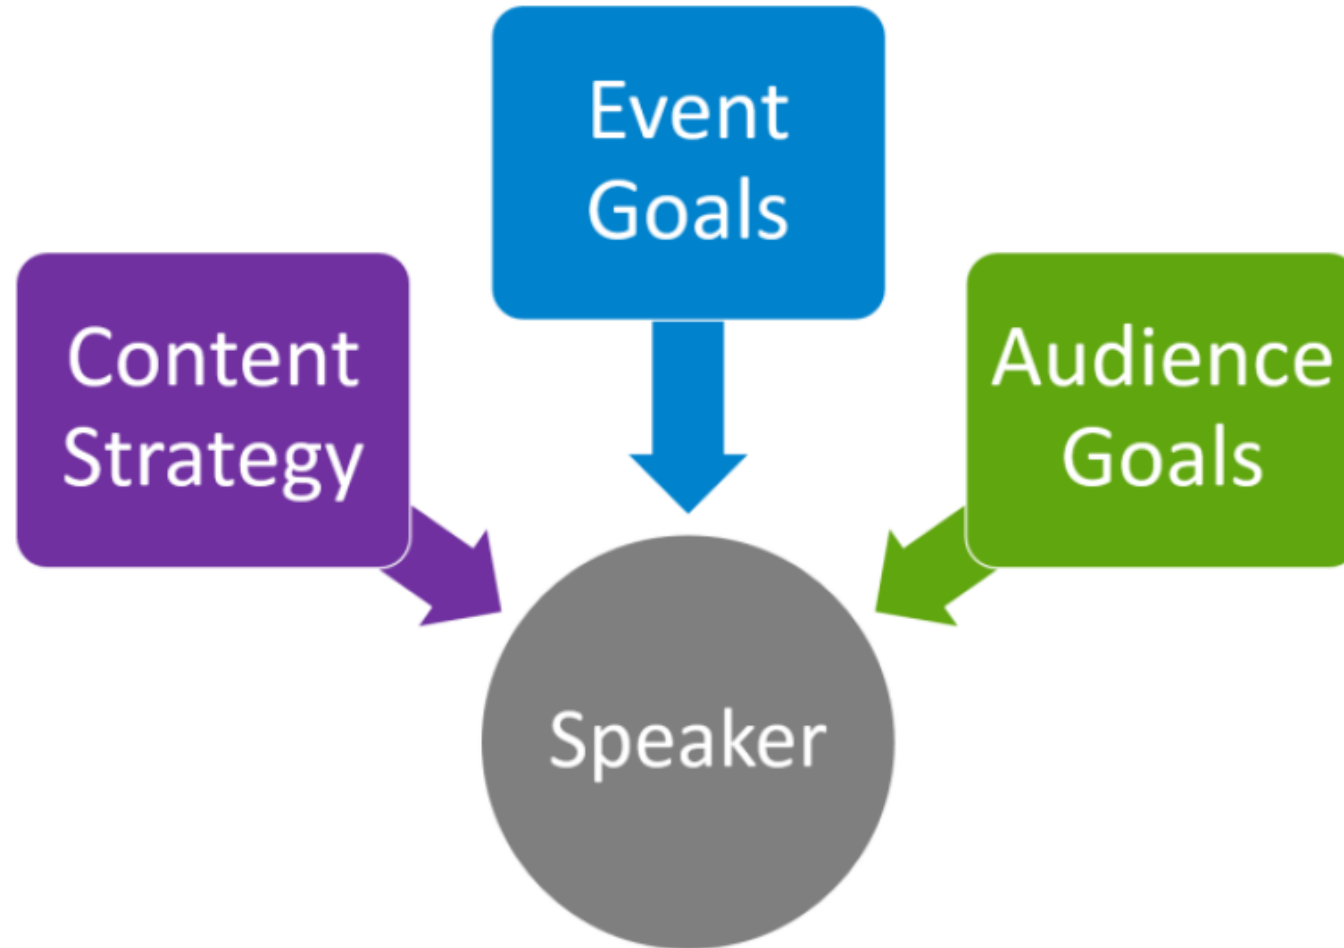 Event
Goals
Content
Strategy
Audience
Goals
Speaker